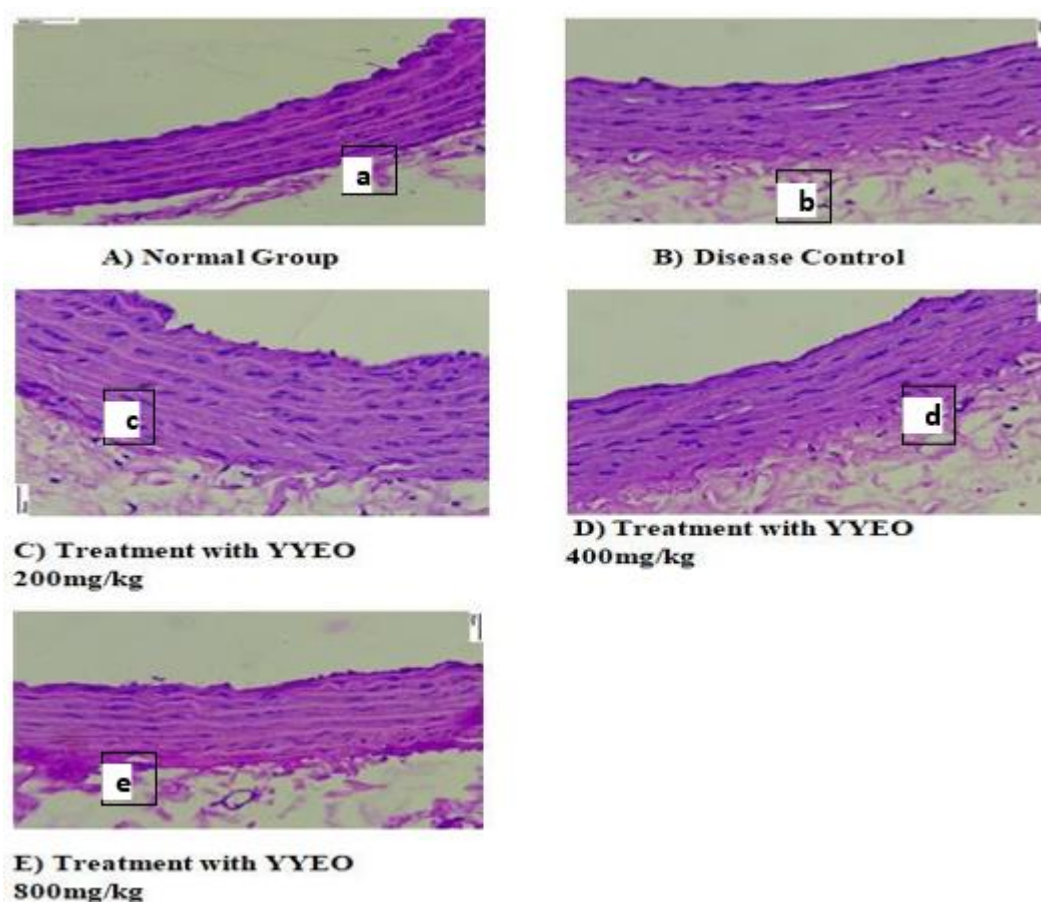 a
b
A) Normal Group
B) Disease Control
c
d
C) Treatment with YYEO
200mg/kg
D) Treatment with YYEO
400mg/kg
e
E) Treatment with YYEO
800mg/kg